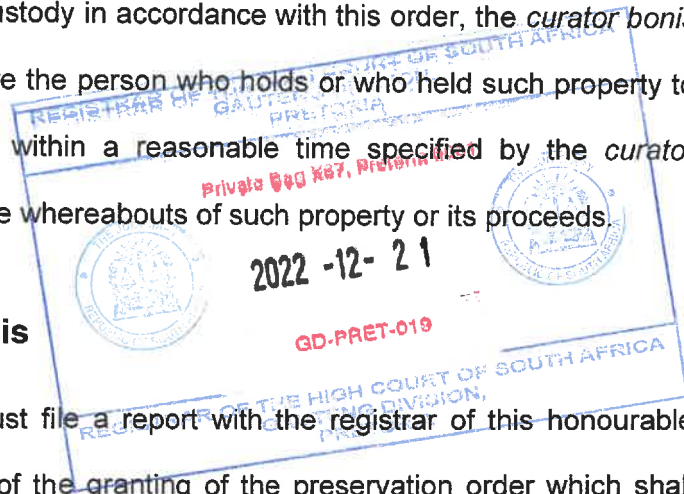 ustody in accordance with this order, the curator bonis
re the person who holds or who held such property to
REGISTRAR OF THE HIGH COURT OF SOUTH AFRICA
GAUTENG DIVISION,
PRETORIA
within a reasonable time specified by the curator
Private Bag X67, Pretoria
e whereabouts of such property or its proceeds.
2022 -12- 21
GD-PRET-019
is
REGISTRAR OF THE HIGH COURT OF SOUTH AFRICA
GAUTENG DIVISION,
PRETORIA
ust file a report with the registrar of this honourable
of the granting of the preservation order which shal